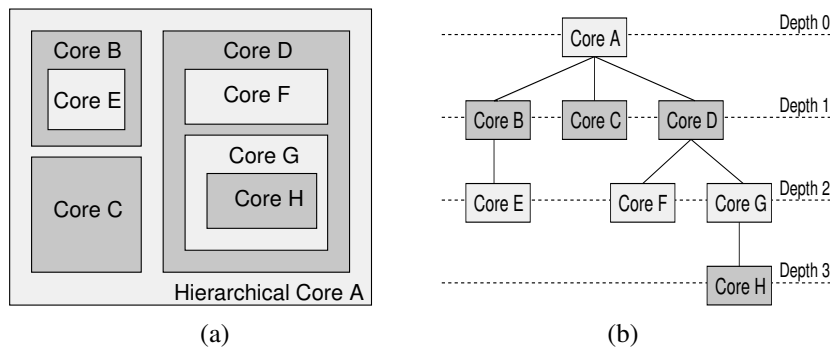 Core B
Core E
Core C
Core D
Core F
Core G
Core H
Hierarchical Core A
(a)
Depth 0
Core A
Depth 1
Core B Core C Core D
Depth 2
Core E Core F Core G
Depth 3
Core H
(b)